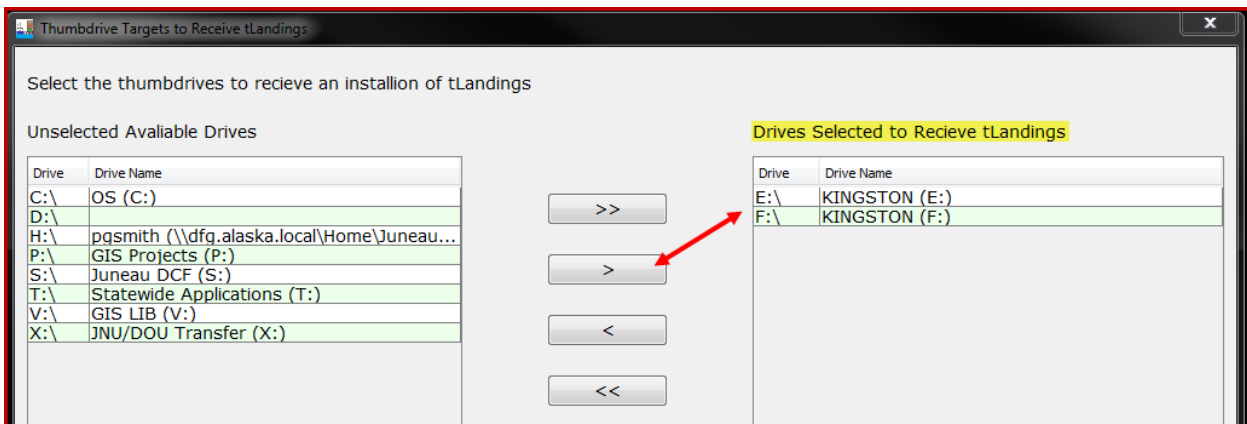 Thumbdrive Targets to Receive tLandings
x
Select the thumbdrives to recieve an installion of tLandings
Unselected Avaliable Drives
Drives Selected to Recieve tLandings
Drive Drive Name
Drive Drive Name
C:\ OS (C:)
E:\ KINGSTON (E:)
D:\
F:\ KINGSTON (F:)
H:\ pgsmith (\\dfg.alaska.local\Home\Juneau...
P:\ GIS Projects (P:)
S:\ Juneau DCF (S:)
T:\ Statewide Applications (T:)
V:\ GIS LIB (V:)
X:\ JNU/DOU Transfer (X:)
>>
>
<
<<